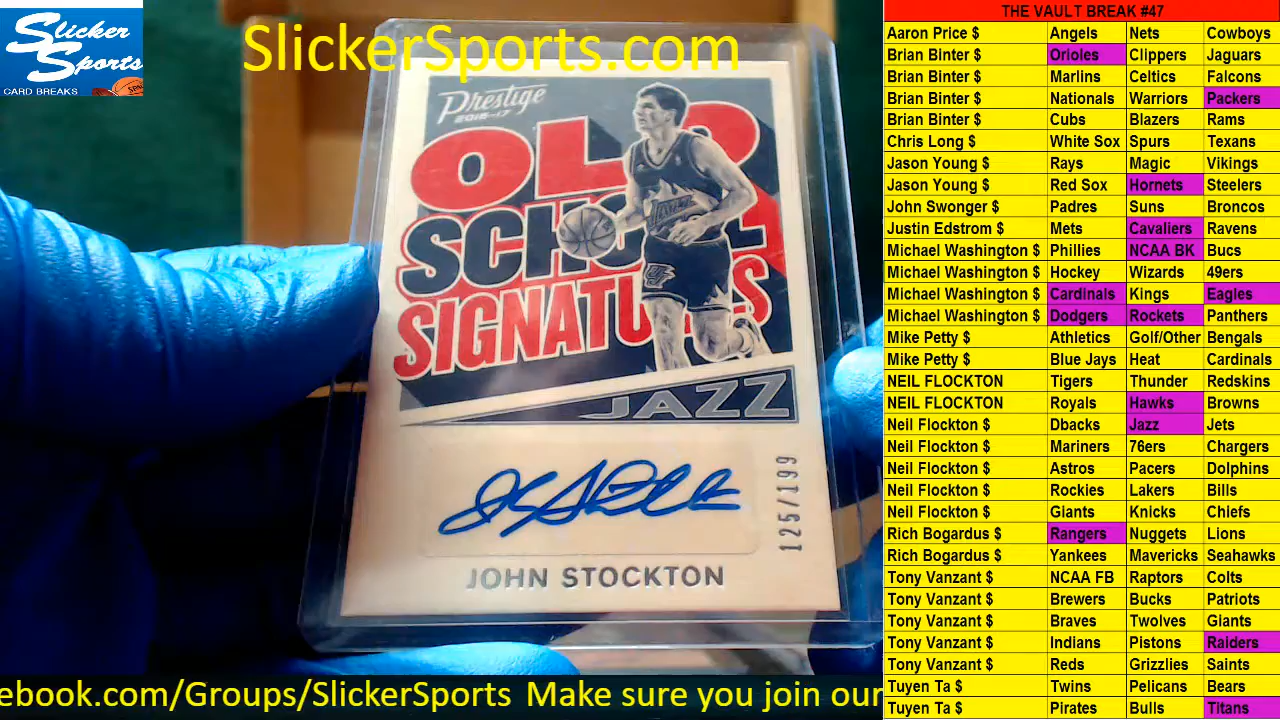 Slicker
Sports
CARD BREAKS
SlickerSports.com
Prestige
2016-17
OLD
SCHOOL
SIGNATURES
JAZZ
125/199
JOHN STOCKTON
ebook.com/Groups/SlickerSports Make sure you join our
THE VAULT BREAK #47
Aaron Price $ Angels Nets Cowboys
Brian Binter $ Orioles Clippers Jaguars
Brian Binter $ Marlins Celtics Falcons
Brian Binter $ Nationals Warriors Packers
Brian Binter $ Cubs Blazers Rams
Chris Long $ White Sox Spurs Texans
Jason Young $ Rays Magic Vikings
Jason Young $ Red Sox Hornets Steelers
John Swonger $ Padres Suns Broncos
Justin Edstrom $ Mets Cavaliers Ravens
Michael Washington $ Phillies NCAA BK Bucs
Michael Washington $ Hockey Wizards 49ers
Michael Washington $ Cardinals Kings Eagles
Michael Washington $ Dodgers Rockets Panthers
Mike Petty $ Athletics Golf/Other Bengals
Mike Petty $ Blue Jays Heat Cardinals
NEIL FLOCKTON Tigers Thunder Redskins
NEIL FLOCKTON Royals Hawks Browns
Neil Flockton $ Dbacks Jazz Jets
Neil Flockton $ Mariners 76ers Chargers
Neil Flockton $ Astros Pacers Dolphins
Neil Flockton $ Rockies Lakers Bills
Neil Flockton $ Giants Knicks Chiefs
Rich Bogardus $ Rangers Nuggets Lions
Rich Bogardus $ Yankees Mavericks Seahawks
Tony Vanzant $ NCAA FB Raptors Colts
Tony Vanzant $ Brewers Bucks Patriots
Tony Vanzant $ Braves Twolves Giants
Tony Vanzant $ Indians Pistons Raiders
Tony Vanzant $ Reds Grizzlies Saints
Tuyen Ta $ Twins Pelicans Bears
Tuyen Ta $ Pirates Bulls Titans